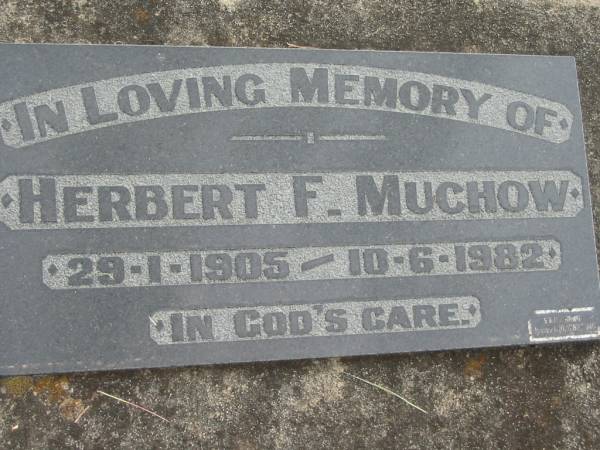 IN LOVING MEMORY OF
HERBERT F. MUCHOW
29-1-1905 — 10-6-1982
IN GOD'S CARE.